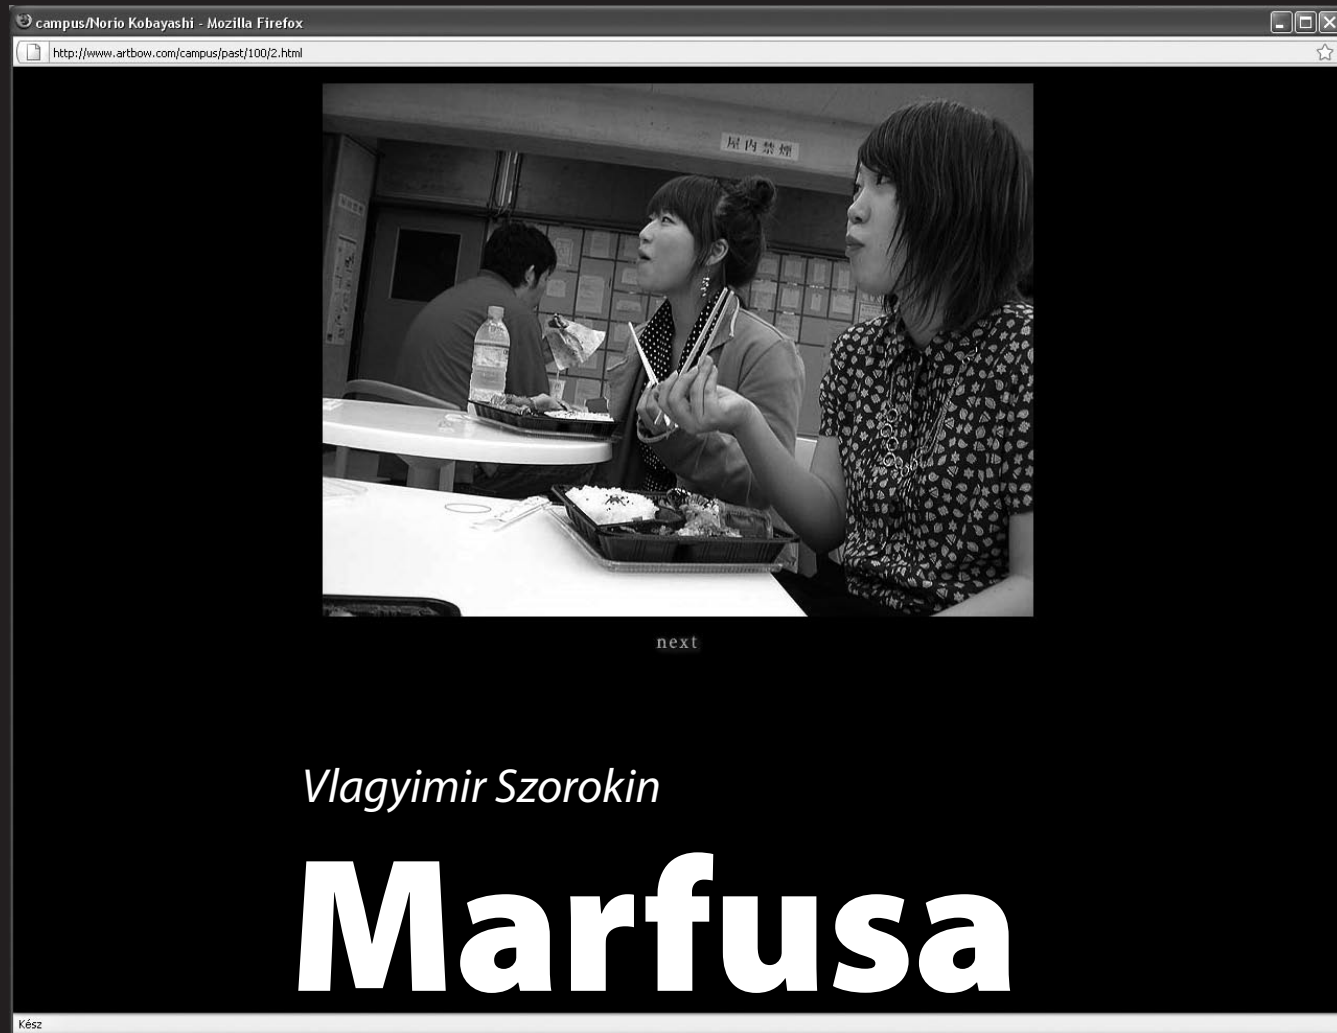 campus/Norio Kobayashi - Mozilla Firefox
http://www.artbow.com/campus/past/100/2.html
屋内禁煙
next
Vlagyimir Szorokin
Marfusa
Kész